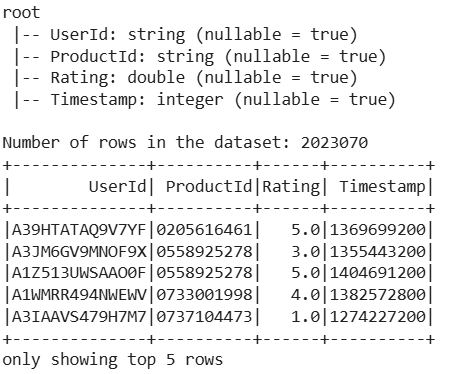 root
 |-- UserId: string (nullable = true)
 |-- ProductId: string (nullable = true)
 |-- Rating: double (nullable = true)
 |-- Timestamp: integer (nullable = true)

Number of rows in the dataset: 2023070
+--------------+----------+------+----------+
|        UserId| ProductId|Rating| Timestamp|
+--------------+----------+------+----------+
|A39HTATAQ9V7YF|0205616461|   5.0|1369699200|
|A3JM6GV9MNOF9X|0558925278|   3.0|1355443200|
|A1Z513UWSAAO0F|0558925278|   5.0|1404691200|
|A1WMRR494NWEWV|0733001998|   4.0|1382572800|
|A3IAAVS479H7M7|0737104473|   1.0|1274227200|
+--------------+----------+------+----------+
only showing top 5 rows